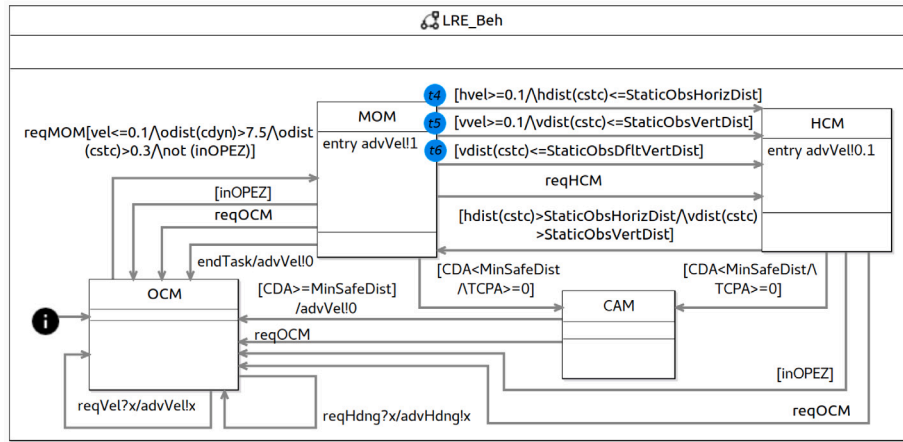 LRE_Beh
t4 [hvel>=0.1/\hdist(cstc)<=StaticObsHorizDist]
MOM
HCM
t5 [vvel>=0.1/\vdist(cstc)<=StaticObsVertDist]
reqMOM[vel<=0.1/\odist(cdyn)>7.5/\odist
(cstc)>0.3/\not (inOPEZ)]
entry advVel!1
t6 [vdist(cstc)<=StaticObsDfltVertDist]
entry advVel!0.1
reqHCM
[inOPEZ]
reqOCM
[hdist(cstc)>StaticObsHorizDist/\vdist(cstc)
>StaticObsVertDist]
endTask/advVel!0
[CDA<MinSafeDist
/\TCPA>=0]
[CDA<MinSafeDist/\
TCPA>=0]
OCM
[CDA>=MinSafeDist]
/advVel!0
CAM
i
reqOCM
[inOPEZ]
reqVel?x/advVel!x
reqHdng?x/advHdng!x
reqOCM